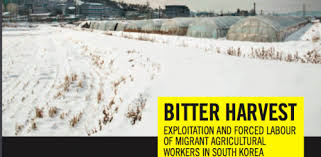 BITTER HARVEST
EXPLOITATION AND FORCED LABOUR
OF MIGRANT AGRICULTURAL
WORKERS IN SOUTH KOREA